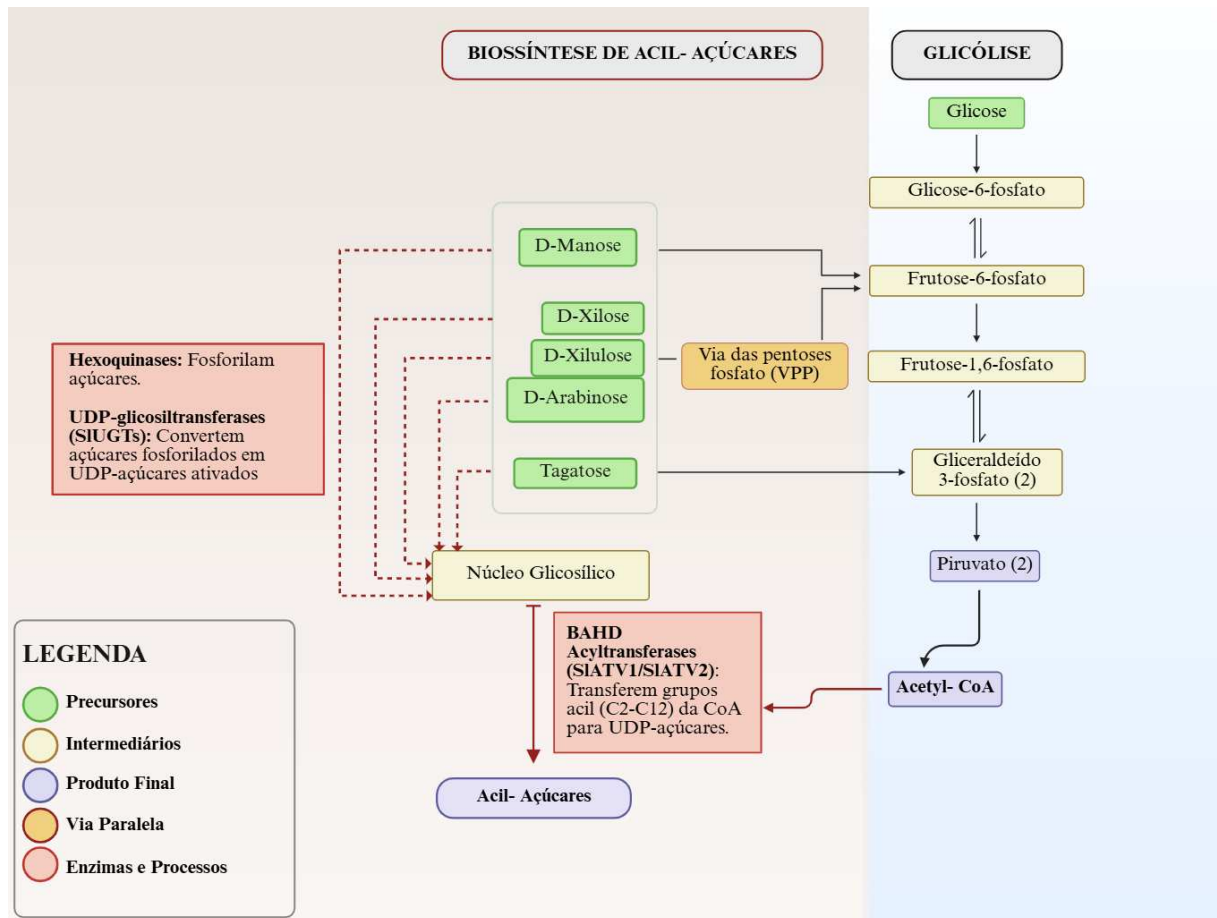 BIOSSÍNTESE DE ACIL- AÇÚCARES
GLICÓLISE
Glicose
Glicose-6-fosfato
Frutose-6-fosfato
Frutose-1,6-fosfato
Gliceraldeído
3-fosfato (2)
Piruvato (2)
Acetyl- CoA
D-Manose
D-Xilose
D-Xilulose
D-Arabinose
Tagatose
Via das pentoses
fosfato (VPP)
Hexoquinases: Fosforilam
açúcares.
UDP-glicosiltransferases
(SlUGTs): Convertem
açúcares fosforilados em
UDP-açúcares ativados
Núcleo Glicosílico
BAHD
Acyltransferases
(SlATV1/SlATV2):
Transferem grupos
acil (C2-C12) da CoA
para UDP-açúcares.
Acil- Açúcares
LEGENDA
Precursores
Intermediários
Produto Final
Via Paralela
Enzimas e Processos